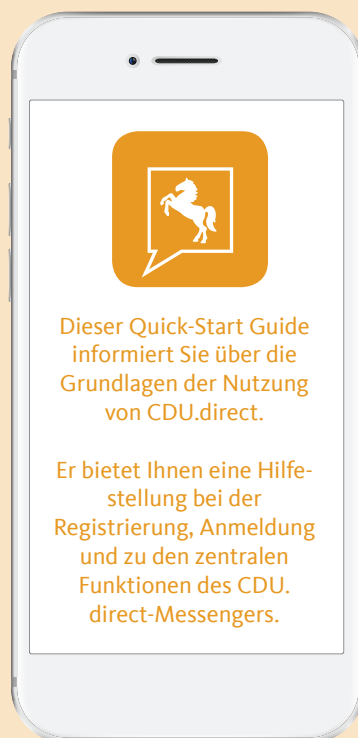 Dieser Quick-Start Guide
informiert Sie über die
Grundlagen der Nutzung
von CDU.direct.
Er bietet Ihnen eine Hilfe-
stellung bei der
Registrierung, Anmeldung
und zu den zentralen
Funktionen des CDU.
direct-Messengers.